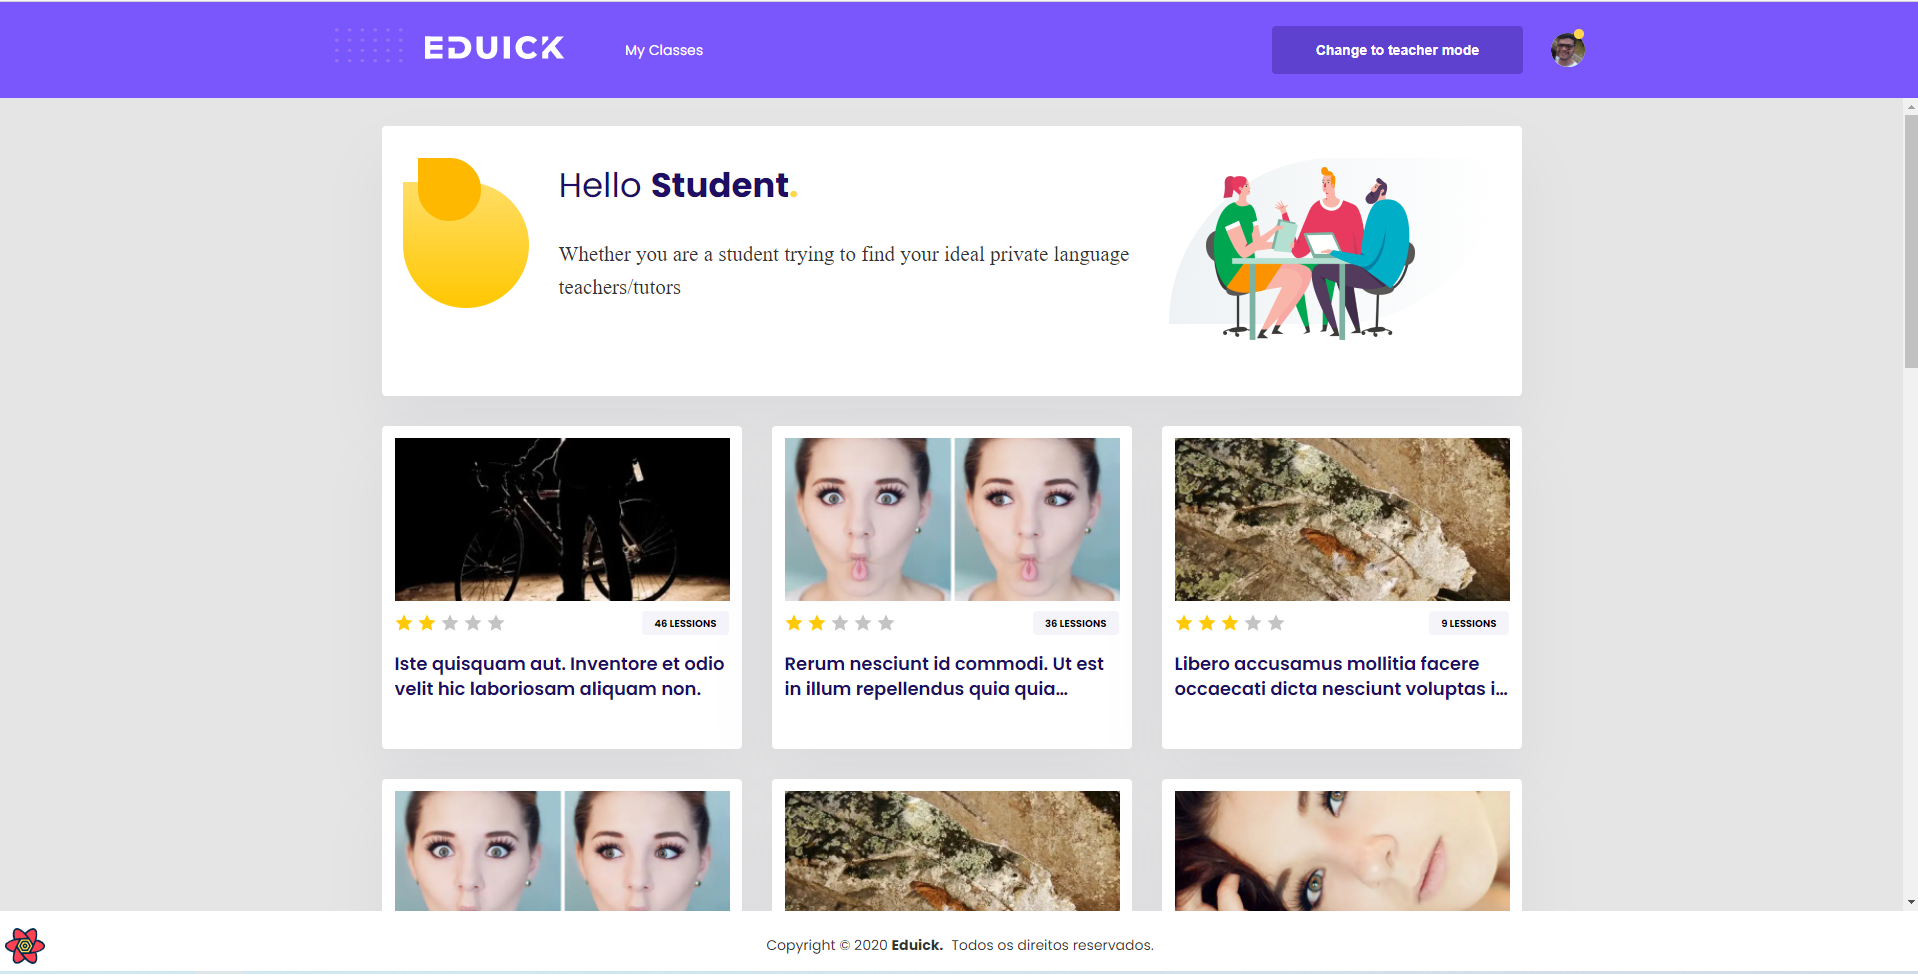 EDUICK
My Classes
Change to teacher mode
Hello Student.
Whether you are a student trying to find your ideal private language
teachers/tutors
46 LESSIONS
Iste quisquam aut. Inventore et odio
velit hic laboriosam aliquam non.
36 LESSIONS
Rerum nesciunt id commodi. Ut est
in illum repellendus quia quia...
9 LESSIONS
Libero accusamus mollitia facere
occaecati dicta nesciunt voluptas i...
Copyright © 2020 Eduick. Todos os direitos reservados.